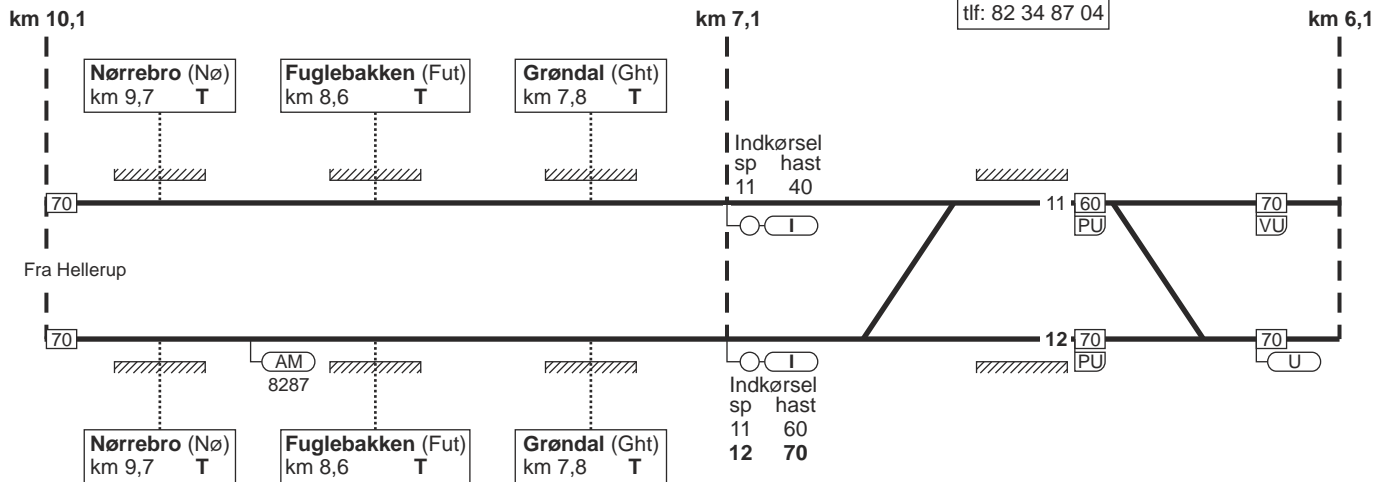 tlf: 82 34 87 04
km 10,1
km 7,1
km 6,1
Nørrebro (Nø)
km 9,7 T
Fuglebakken (Fut)
km 8,6 T
Grøndal (Ght)
km 7,8 T
Indkørsel
sp hast
11 40
70
11
60
70
I
PU
VU
Fra Hellerup
70
12
70
70
AM
8287
I
PU
U
Indkørsel
sp hast
11 60
12 70
Nørrebro (Nø)
km 9,7 T
Fuglebakken (Fut)
km 8,6 T
Grøndal (Ght)
km 7,8 T